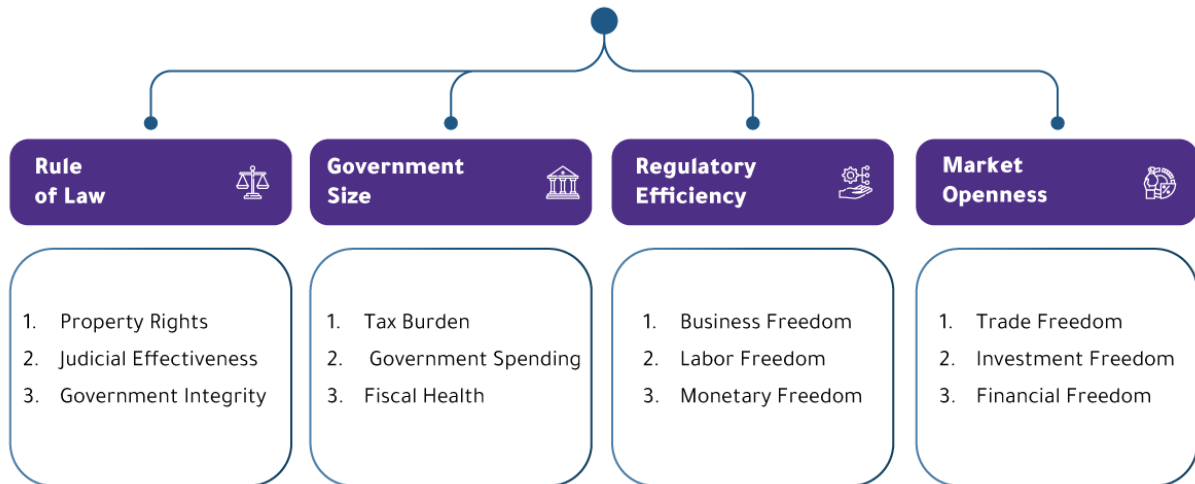 Rule
of Law
Government
Size
Regulatory
Efficiency
Market
Openness
1. Property Rights
2. Judicial Effectiveness
3. Government Integrity
1. Tax Burden
2. Government Spending
3. Fiscal Health
1. Business Freedom
2. Labor Freedom
3. Monetary Freedom
1. Trade Freedom
2. Investment Freedom
3. Financial Freedom